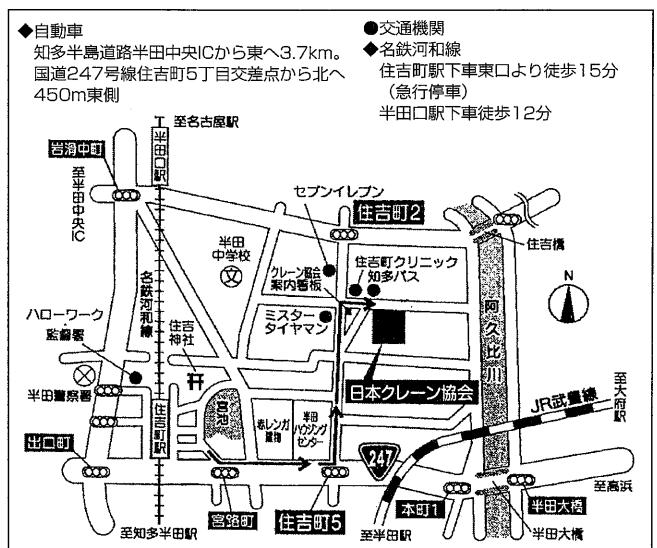 ◆自動車
知多半島道路半田中央ICから東へ3.7km。
国道247号線住吉町5丁目交差点から北へ
450m東側
●交通機関
◆名鉄河和線
住吉町駅下車東口より徒歩15分
（急行停車）
半田口駅下車徒歩12分
至名古屋駅
岩滑中町
半田口駅
至半田中央IC
セブンイレブン
住吉町2
住吉橋
半田
中学校
文
クレーン協会
案内看板
住吉町クリニック
知多バス
N
名鉄河和線
ハローワーク
監督署
住吉
神社
ミスター
タイヤマン
阿久比川
日本クレーン協会
半田警察署
住吉町駅
宮池
赤レンガ
建物
半田
ハウジング
センター
JR武豊線
至大府駅
出口町
247
至高浜
宮路町
住吉町5
本町1
半田大橋
至知多半田駅
至半田駅
半田大橋